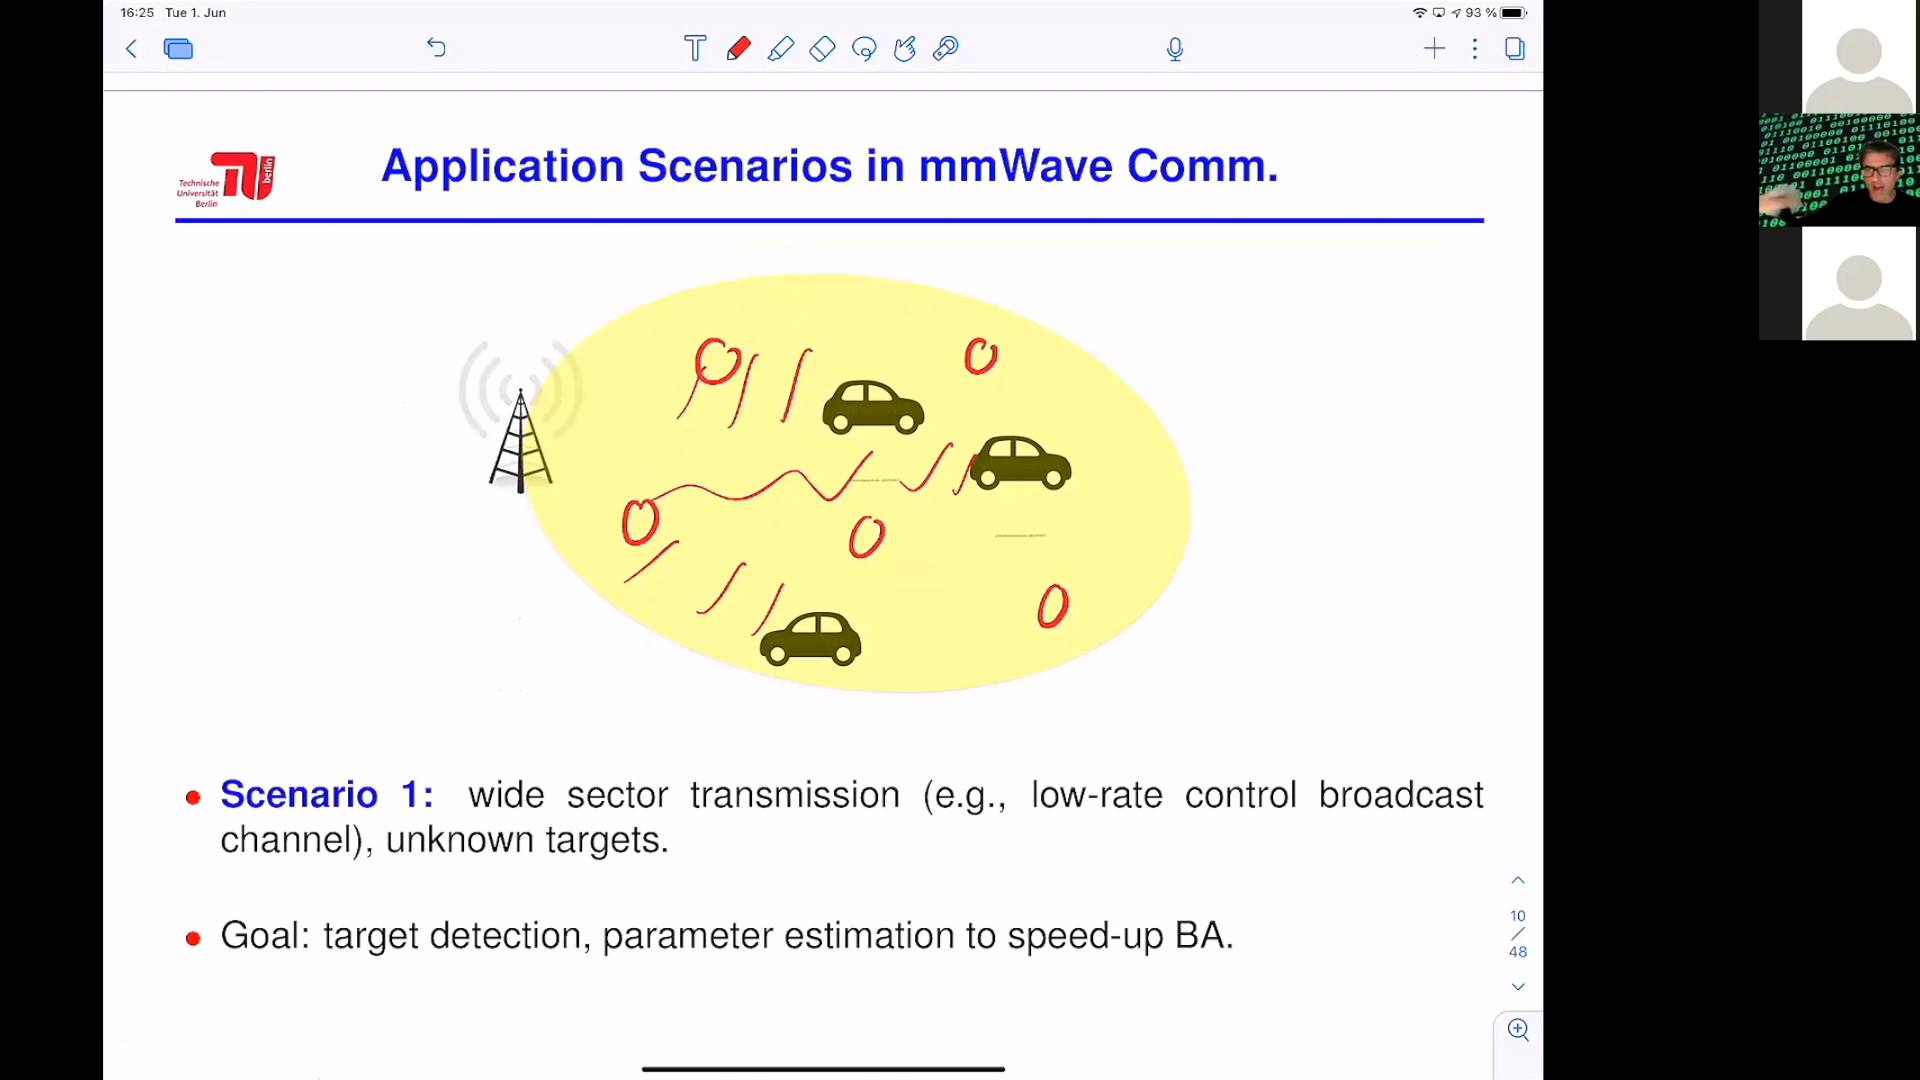 16:25 Tue 1. Jun
93 %
Application Scenarios in mmWave Comm.
Technische
Universität
Berlin
berlin
Scenario 1: wide sector transmission (e.g., low-rate control broadcast
channel), unknown targets.
Goal: target detection, parameter estimation to speed-up BA.
10
/
48